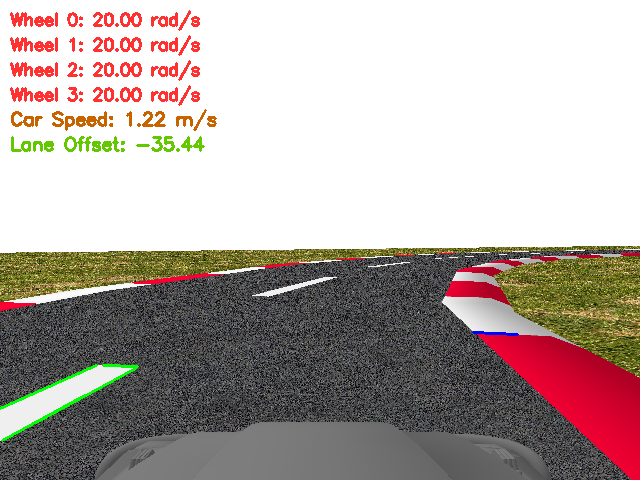 Wheel 0: 20.00 rad/s
Wheel 1: 20.00 rad/s
Wheel 2: 20.00 rad/s
Wheel 3: 20.00 rad/s
Car Speed: 1.22 m/s
Lane Offset: -35.44